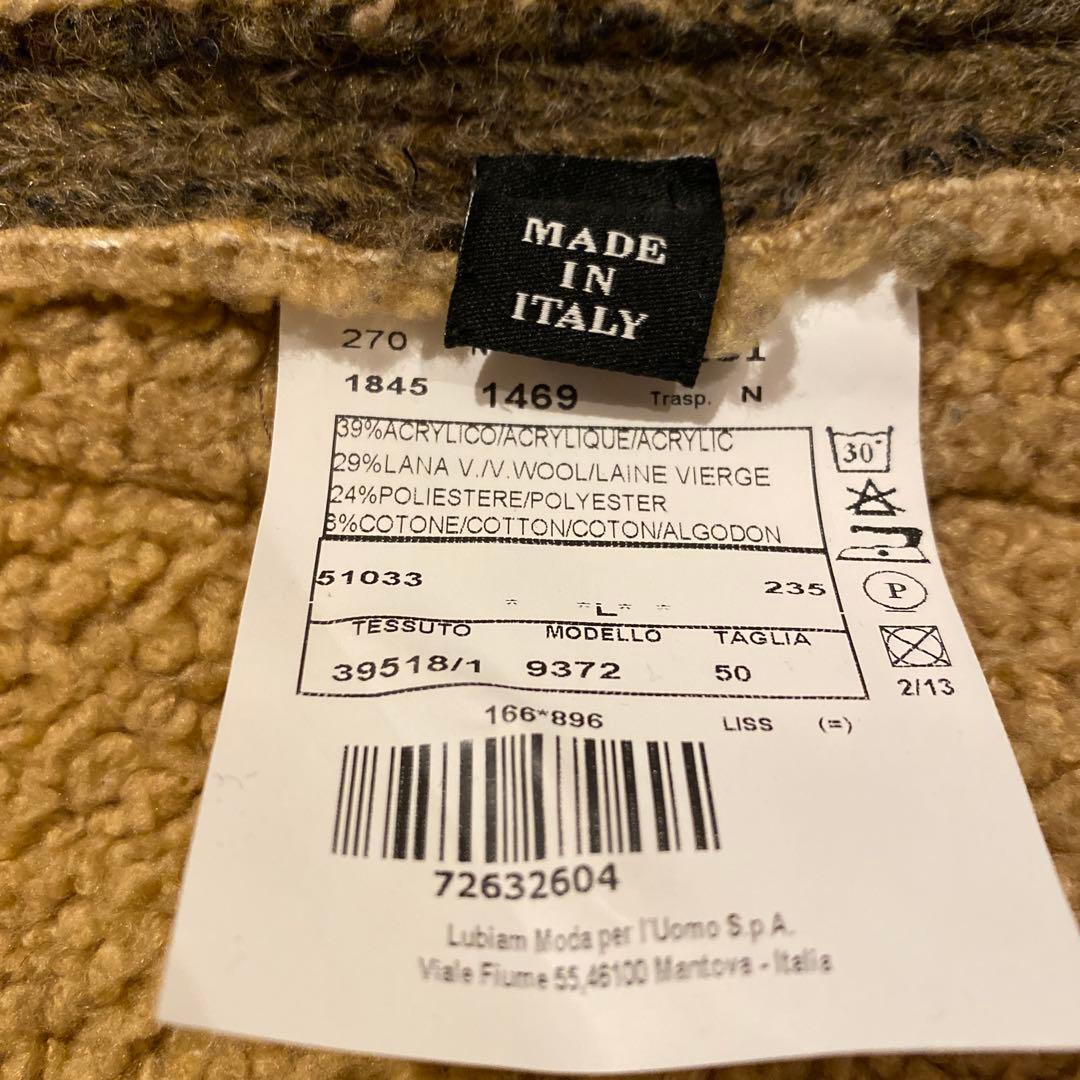 MADE
IN
ITALY
270
1845 1469 Trasp. N
39%ACRYLICO/ACRYLIQUE/ACRYLIC
29%LANA V./V.WOOL/LAINE VIERGE
24%POLIESTERE/POLYESTER
8%COTONE/COTTON/COTON/ALGODON
30°
51033 235
* *L* *
P
TESSUTO MODELLO TAGLIA
39518/1 9372 50
2/13
166*896 LISS (=)
72632604
Lubiam Moda per l'Uomo S.p.A.
Viale Fiume 55,46100 Mantova - Italia